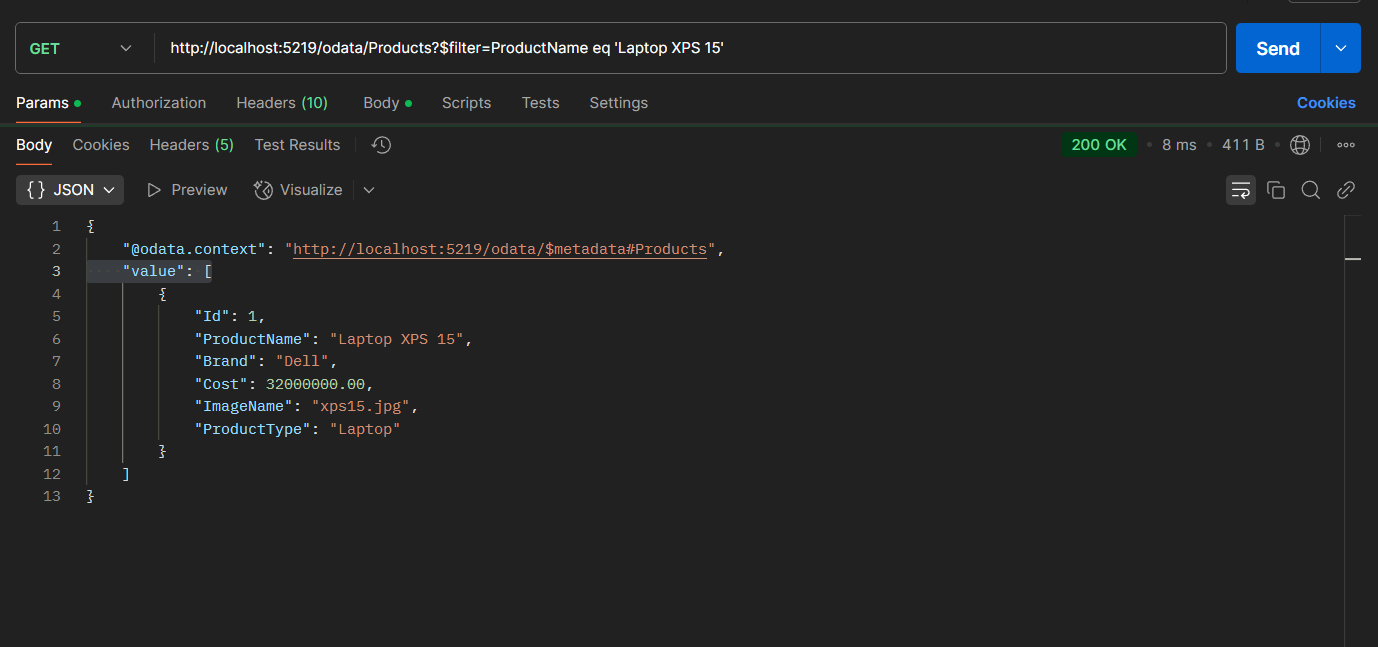 GET http://localhost:5219/odata/Products?$filter=ProductName eq 'Laptop XPS 15' Send
Params Authorization Headers (10) Body Scripts Tests Settings Cookies
Body Cookies Headers (5) Test Results 200 OK 8 ms 411 B
{} JSON Preview Visualize
1 {
2 "@odata.context": "http://localhost:5219/odata/$metadata#Products",
3 "value": [
4 {
5 "Id": 1,
6 "ProductName": "Laptop XPS 15",
7 "Brand": "Dell",
8 "Cost": 32000000.00,
9 "ImageName": "xps15.jpg",
10 "ProductType": "Laptop"
11 }
12 ]
13 }